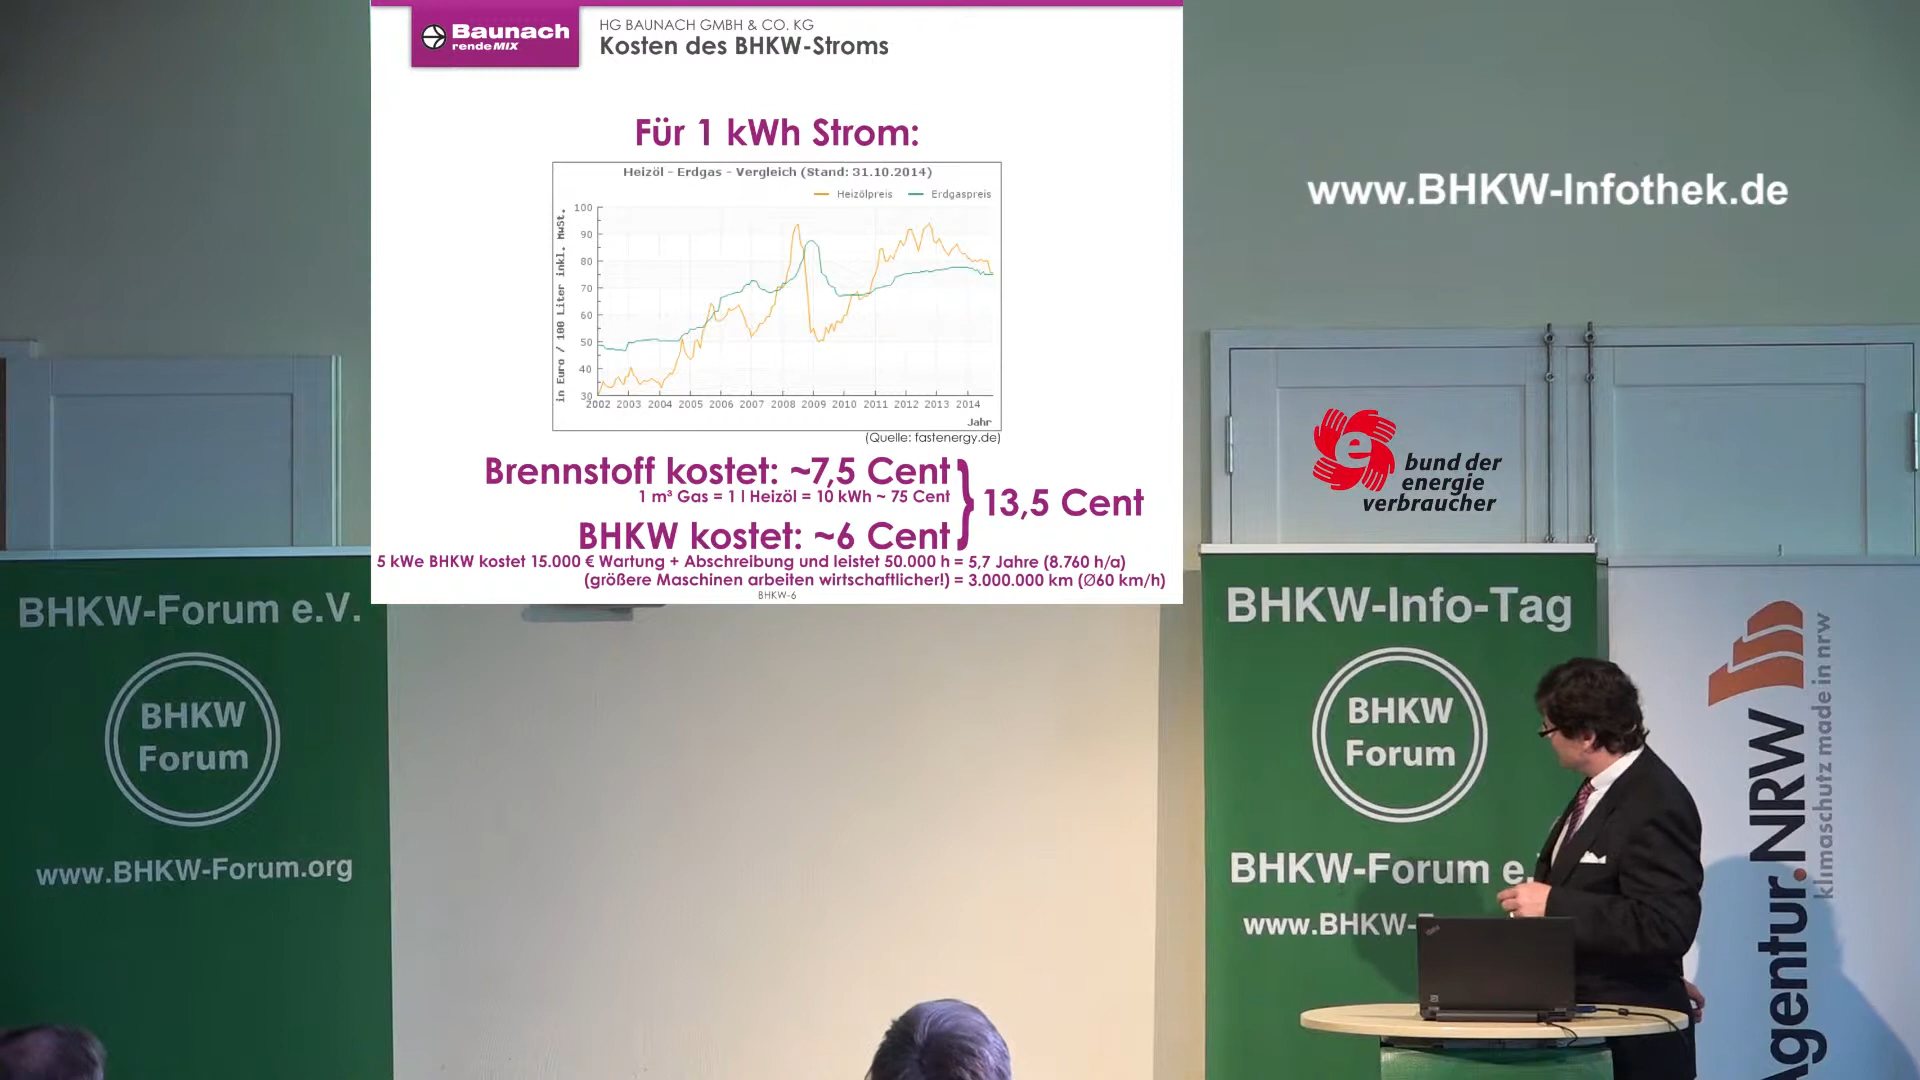 Baunach
rendeMIX
HG BAUNACH GMBH & CO. KG
Kosten des BHKW-Stroms
Für 1 kWh Strom:
Heizöl - Erdgas - Vergleich (Stand: 31.10.2014)
Heizölpreis
Erdgaspreis
in Euro / 100 Liter inkl. MwSt.
100
90
80
70
60
50
40
30
2002 2003 2004 2005 2006 2007 2008 2009 2010 2011 2012 2013 2014
Jahr
(Quelle: fastenergy.de)
Brennstoff kostet: ~7,5 Cent
1 m³ Gas = 1 l Heizöl = 10 kWh ~ 75 Cent
13,5 Cent
BHKW kostet: ~6 Cent
5 kWe BHKW kostet 15.000 € Wartung + Abschreibung und leistet 50.000 h = 5,7 Jahre (8.760 h/a)
(größere Maschinen arbeiten wirtschaftlicher!) = 3.000.000 km (Ø60 km/h)
BHKW-6
www.BHKW-Infothek.de
e
bund der
energie
verbraucher
BHKW-Forum e.V.
BHKW
Forum
www.BHKW-Forum.org
BHKW-Info-Tag
BHKW
Forum
BHKW-Forum e.
www.BHKW-
Agentur.NRW
klimaschutz made in nrw